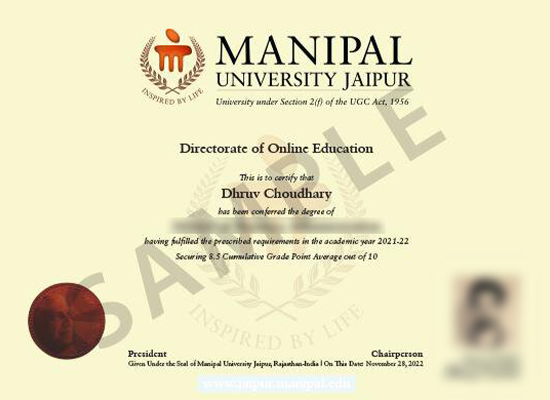 MANIPAL
UNIVERSITY JAIPUR
University under Section 2(f) of the UGC Act, 1956
INSPIRED BY LIFE
Directorate of Online Education
This is to certify that
Dhruv Choudhary
has been conferred the degree of
having fulfilled the prescribed requirements in the academic year 2021-22
Securing 8.5 Cumulative Grade Point Average out of 10
SAMPLE
INSPIRED BY LIFE
President
Chairperson
Given Under the Seal of Manipal University Jaipur, Rajasthan-India | On This Date: November 28, 2022
www.jaipur.manipal.edu